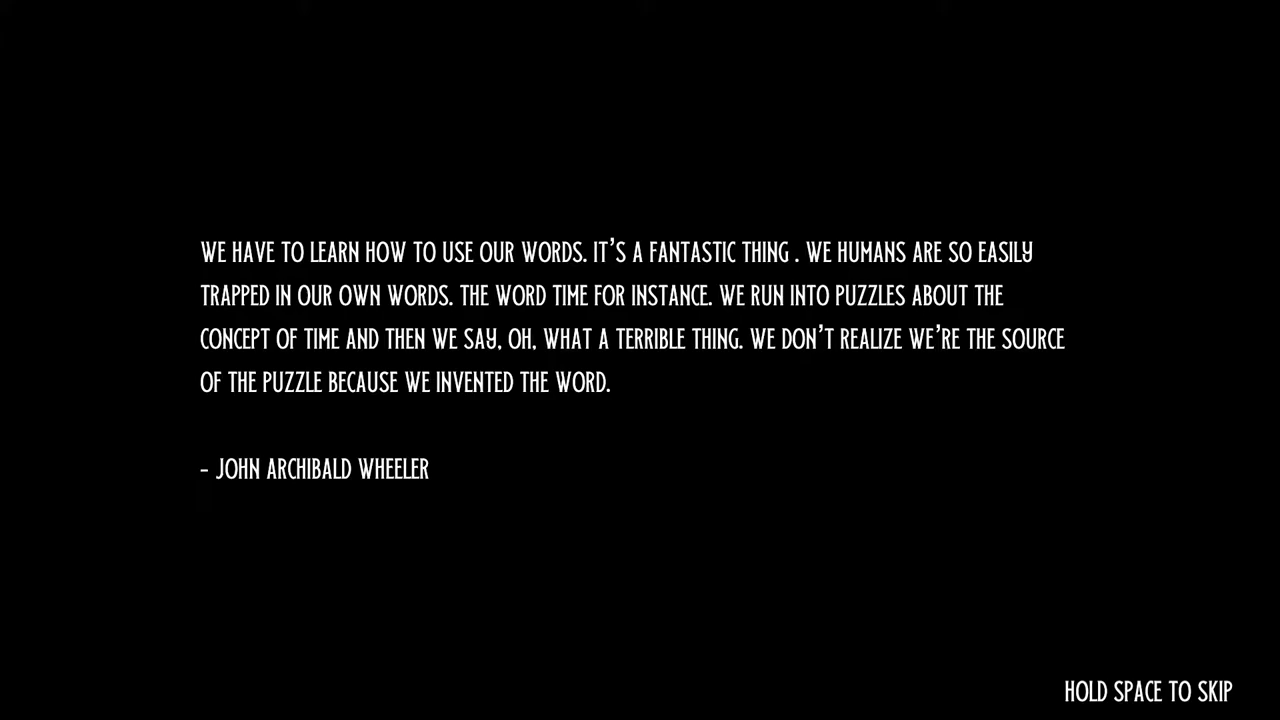 WE HAVE TO LEARN HOW TO USE OUR WORDS. IT'S A FANTASTIC THING . WE HUMANS ARE SO EASILY
TRAPPED IN OUR OWN WORDS. THE WORD TIME FOR INSTANCE. WE RUN INTO PUZZLES ABOUT THE
CONCEPT OF TIME AND THEN WE SAY, OH, WHAT A TERRIBLE THING. WE DON'T REALIZE WE'RE THE SOURCE
OF THE PUZZLE BECAUSE WE INVENTED THE WORD.
- JOHN ARCHIBALD WHEELER
HOLD SPACE TO SKIP